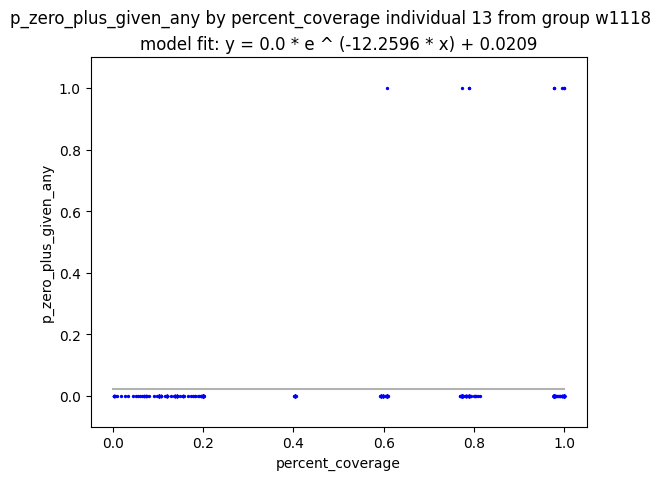 p_zero_plus_given_any by percent_coverage individual 13 from group w1118
model fit: y = 0.0 * e ^ (-12.2596 * x) + 0.0209
1.0
0.8
0.6
0.4
0.2
0.0
p_zero_plus_given_any
0.0 0.2 0.4 0.6 0.8 1.0
percent_coverage